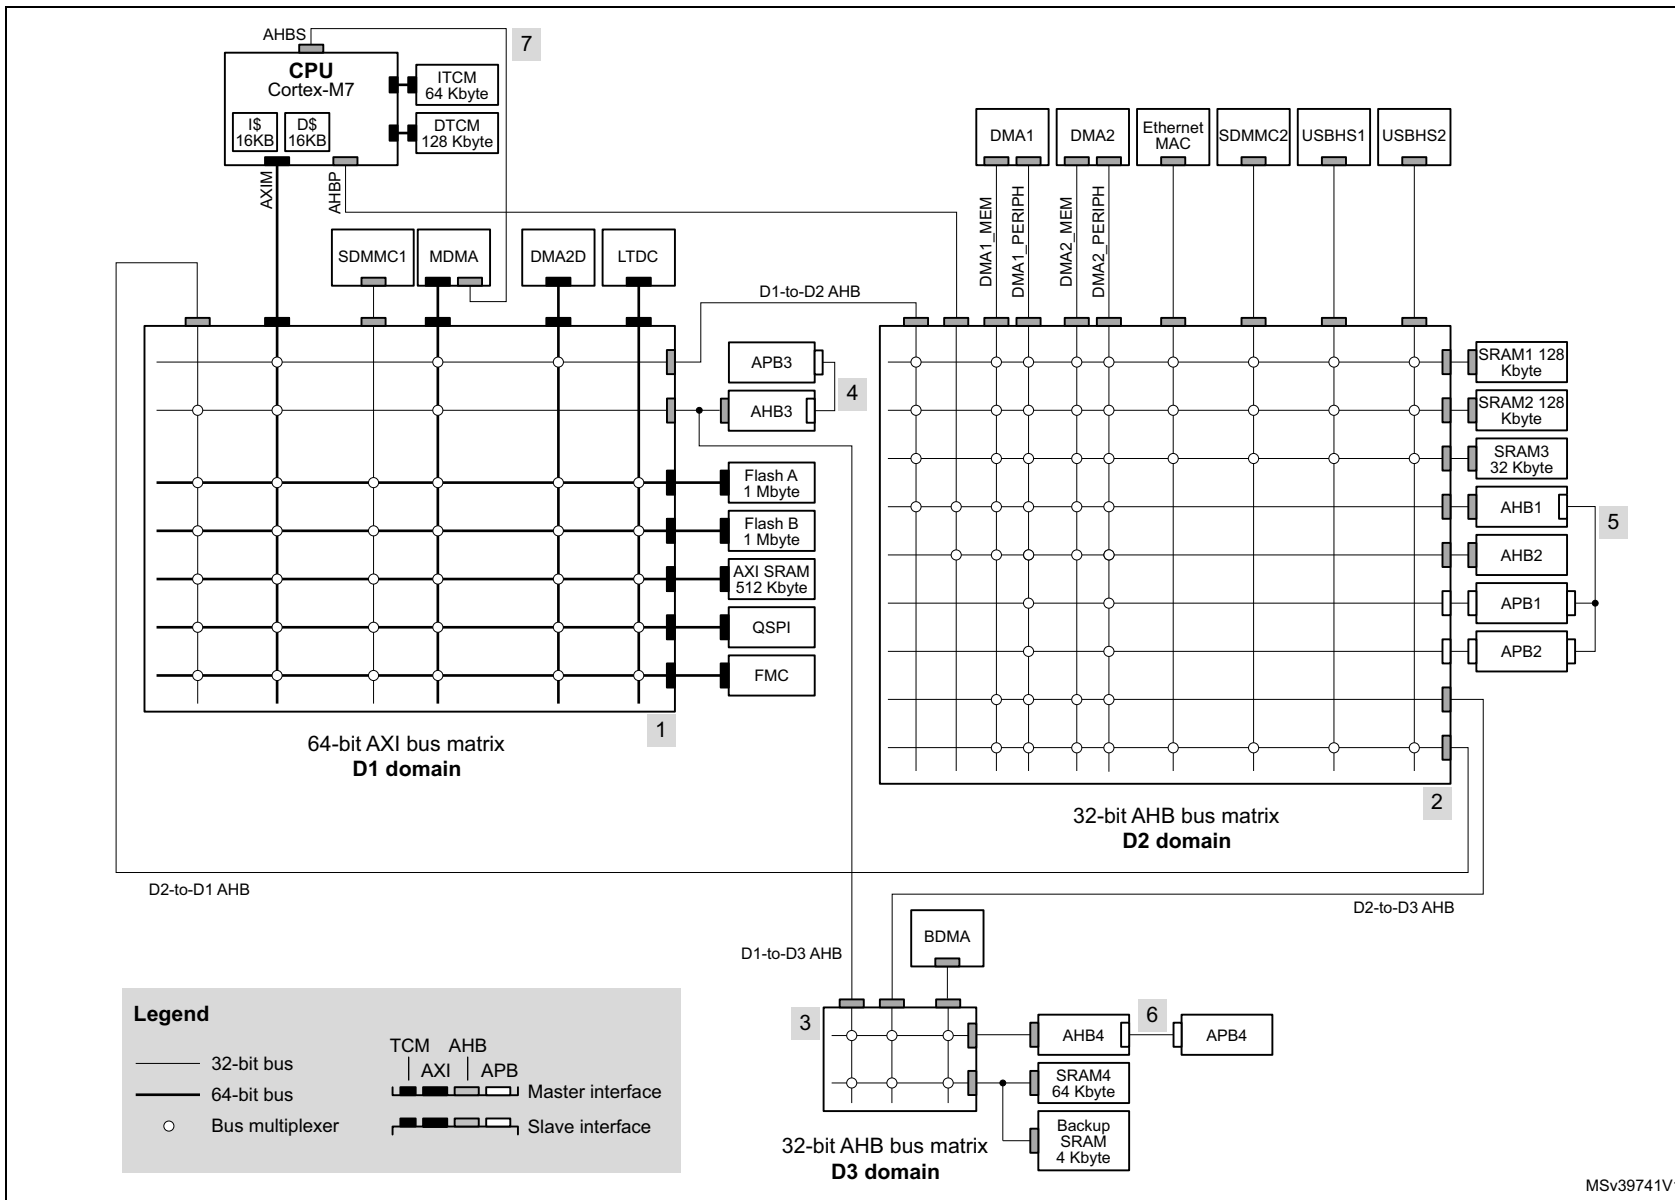 AHBS
7
CPU
Cortex-M7
ITCM
64 Kbyte
I$
16KB
D$
16KB
DTCM
128 Kbyte
AXIM
AHBP
DMA1
DMA2
Ethernet
MAC
SDMMC2
USBHS1
USBHS2
DMA1_MEM
DMA1_PERIPH
DMA2_MEM
DMA2_PERIPH
SDMMC1
MDMA
DMA2D
LTDC
D1-to-D2 AHB
APB3
AHB3
4
Flash A
1 Mbyte
Flash B
1 Mbyte
AXI SRAM
512 Kbyte
QSPI
FMC
1
64-bit AXI bus matrix
D1 domain
SRAM1 128
Kbyte
SRAM2 128
Kbyte
SRAM3
32 Kbyte
AHB1
5
AHB2
APB1
APB2
2
32-bit AHB bus matrix
D2 domain
D2-to-D1 AHB
D2-to-D3 AHB
BDMA
D1-to-D3 AHB
3
AHB4
6
APB4
SRAM4
64 Kbyte
Backup
SRAM
4 Kbyte
32-bit AHB bus matrix
D3 domain
Legend
32-bit bus
64-bit bus
Bus multiplexer
TCM
AHB
AXI
APB
Master interface
Slave interface
MSv39741V